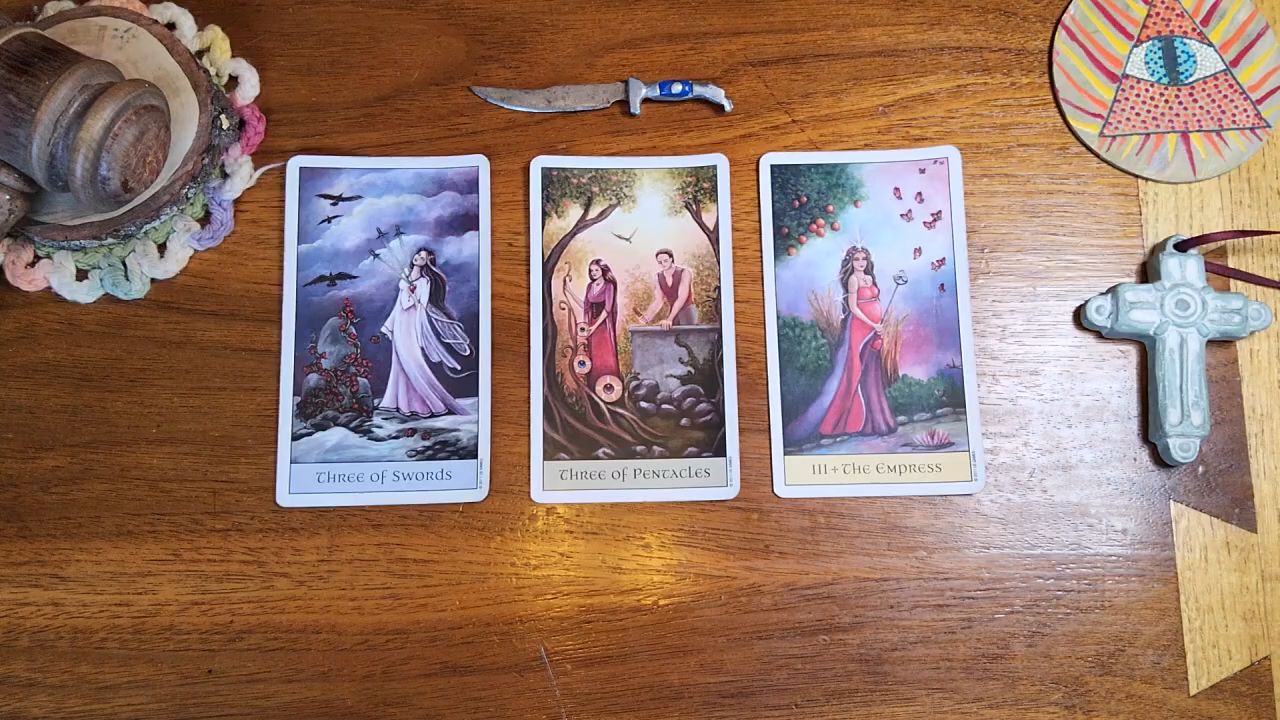 Three of Swords
Three of Pentacles
III + The Empress